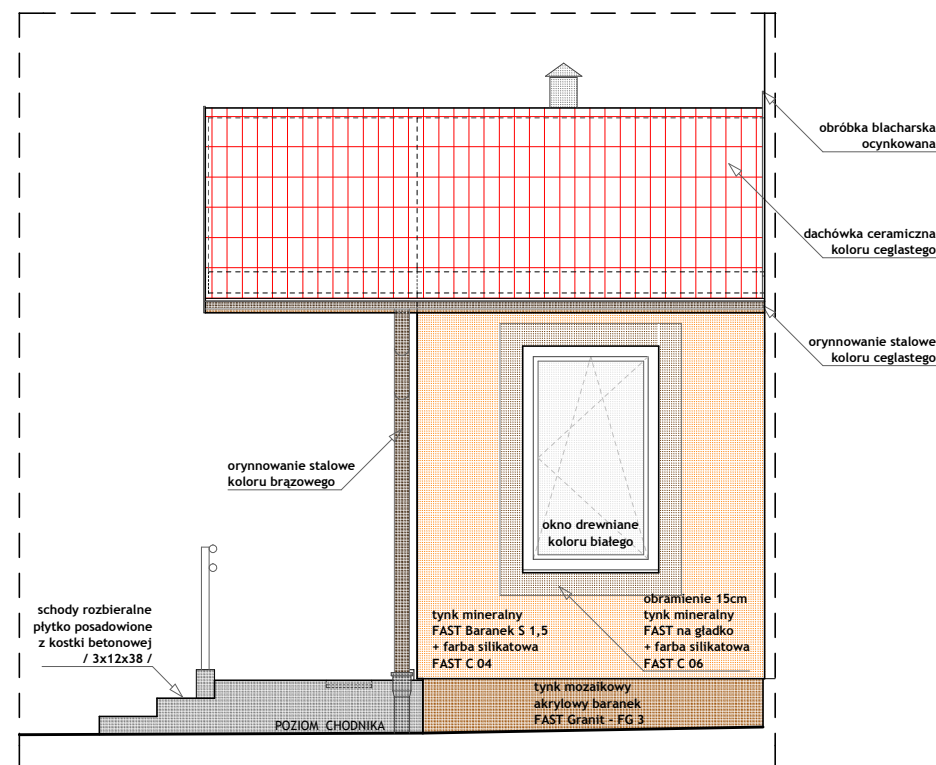 obróbka blacharska
ocynkowana
dachówka ceramiczna
koloru ceglastego
orynnowanie stalowe
koloru ceglastego
orynnowanie stalowe
koloru brązowego
okno drewniane
koloru białego
schody rozbieralne
płytko posadowione
z kostki betonowej
/ 3x12x38 /
tynk mineralny
FAST Baranek S 1,5
+ farba silikatowa
FAST C 04
obramienie 15cm
tynk mineralny
FAST na gładko
+ farba silikatowa
FAST C 06
tynk mozaikowy
akrylowy baranek
FAST Granit - FG 3
POZIOM CHODNIKA